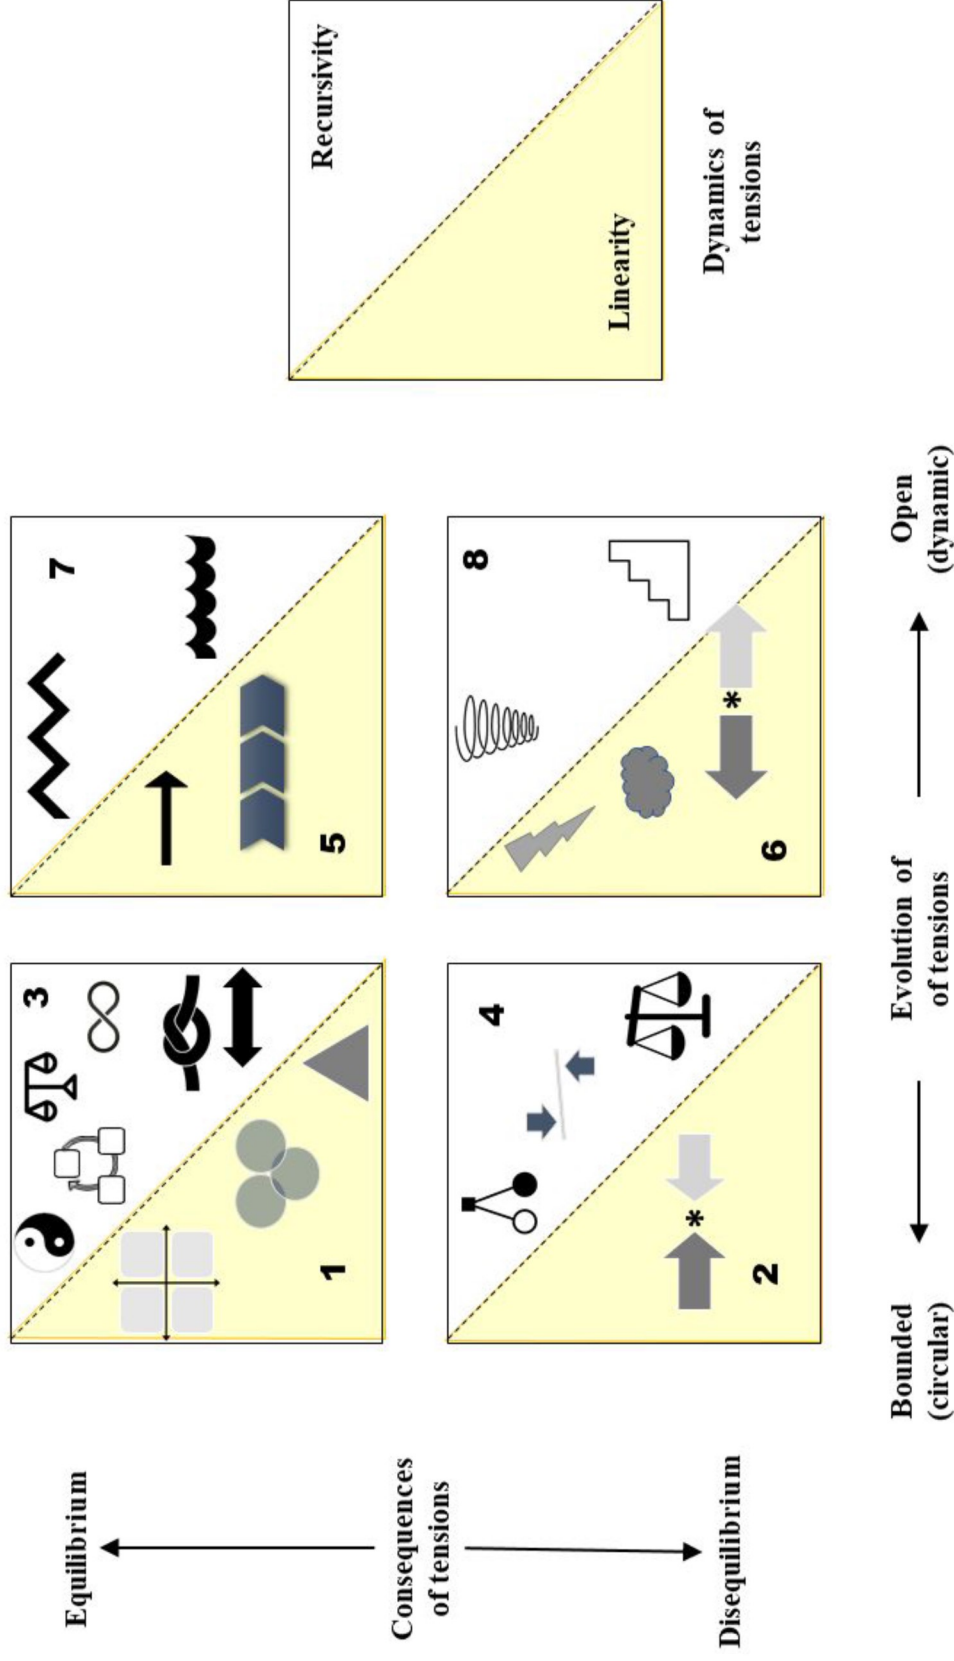 Equilibrium
Consequences
of tensions
Disequilibrium
3
1
7
5
4
*
2
8
*
6
Bounded
(circular)
Evolution of
of tensions
Open
(dynamic)
Recursivity
Linearity
Dynamics of
tensions